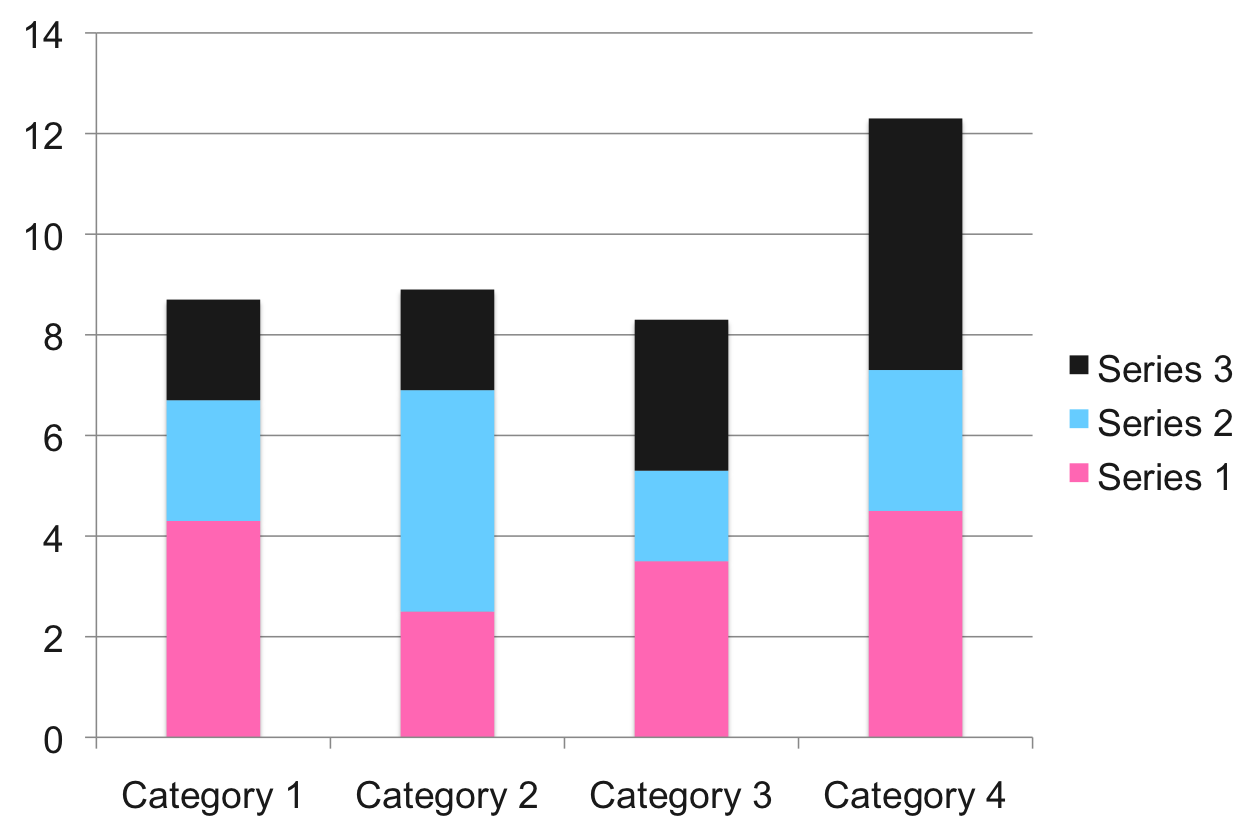 14
12
10
8
6
4
2
0
Category 1
Category 2
Category 3
Category 4
Series 3
Series 2
Series 1